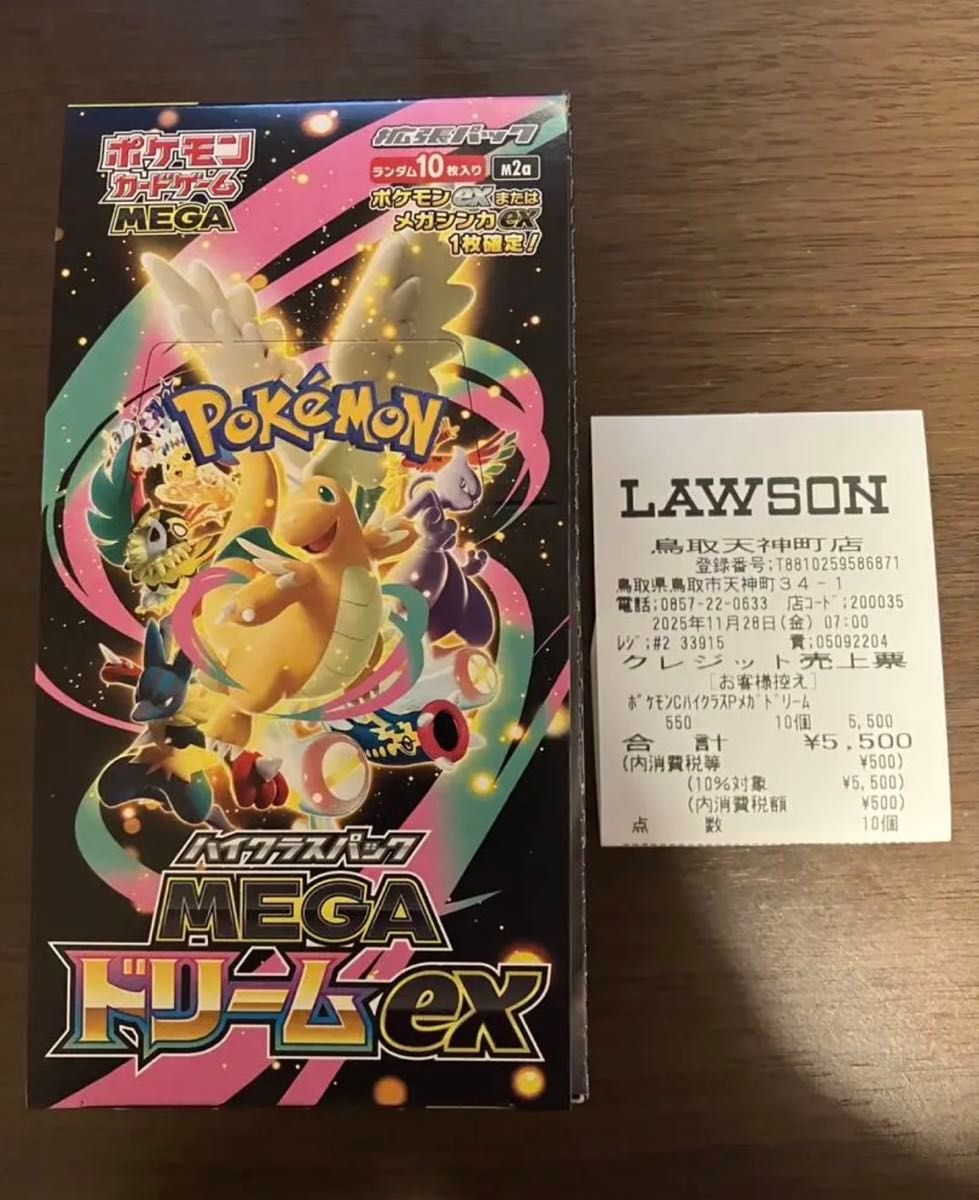 ポケモン
カードゲーム
MEGA
拡張パック
ランダム10枚入り M2a
ポケモンexまたは
メガシンカex
1枚確定!
POKéMON
TM
ハイクラスパック
MEGA
ドリームex
LAWSON
鳥取天神町店
登録番号:T8810259586871
鳥取県鳥取市天神町34-1
電話:0857-22-0633 店コード:200035
2025年11月28日(金) 07:00
レジ:#2 33915 責:05092204
クレジット売上票
[お客様控え]
ポケモンCハイクラスPメガドリーム
550 10個 5,500
合計 ¥5,500
(内消費税等 ¥500)
(10%対象 ¥5,500)
(内消費税額 ¥500)
点数 10個